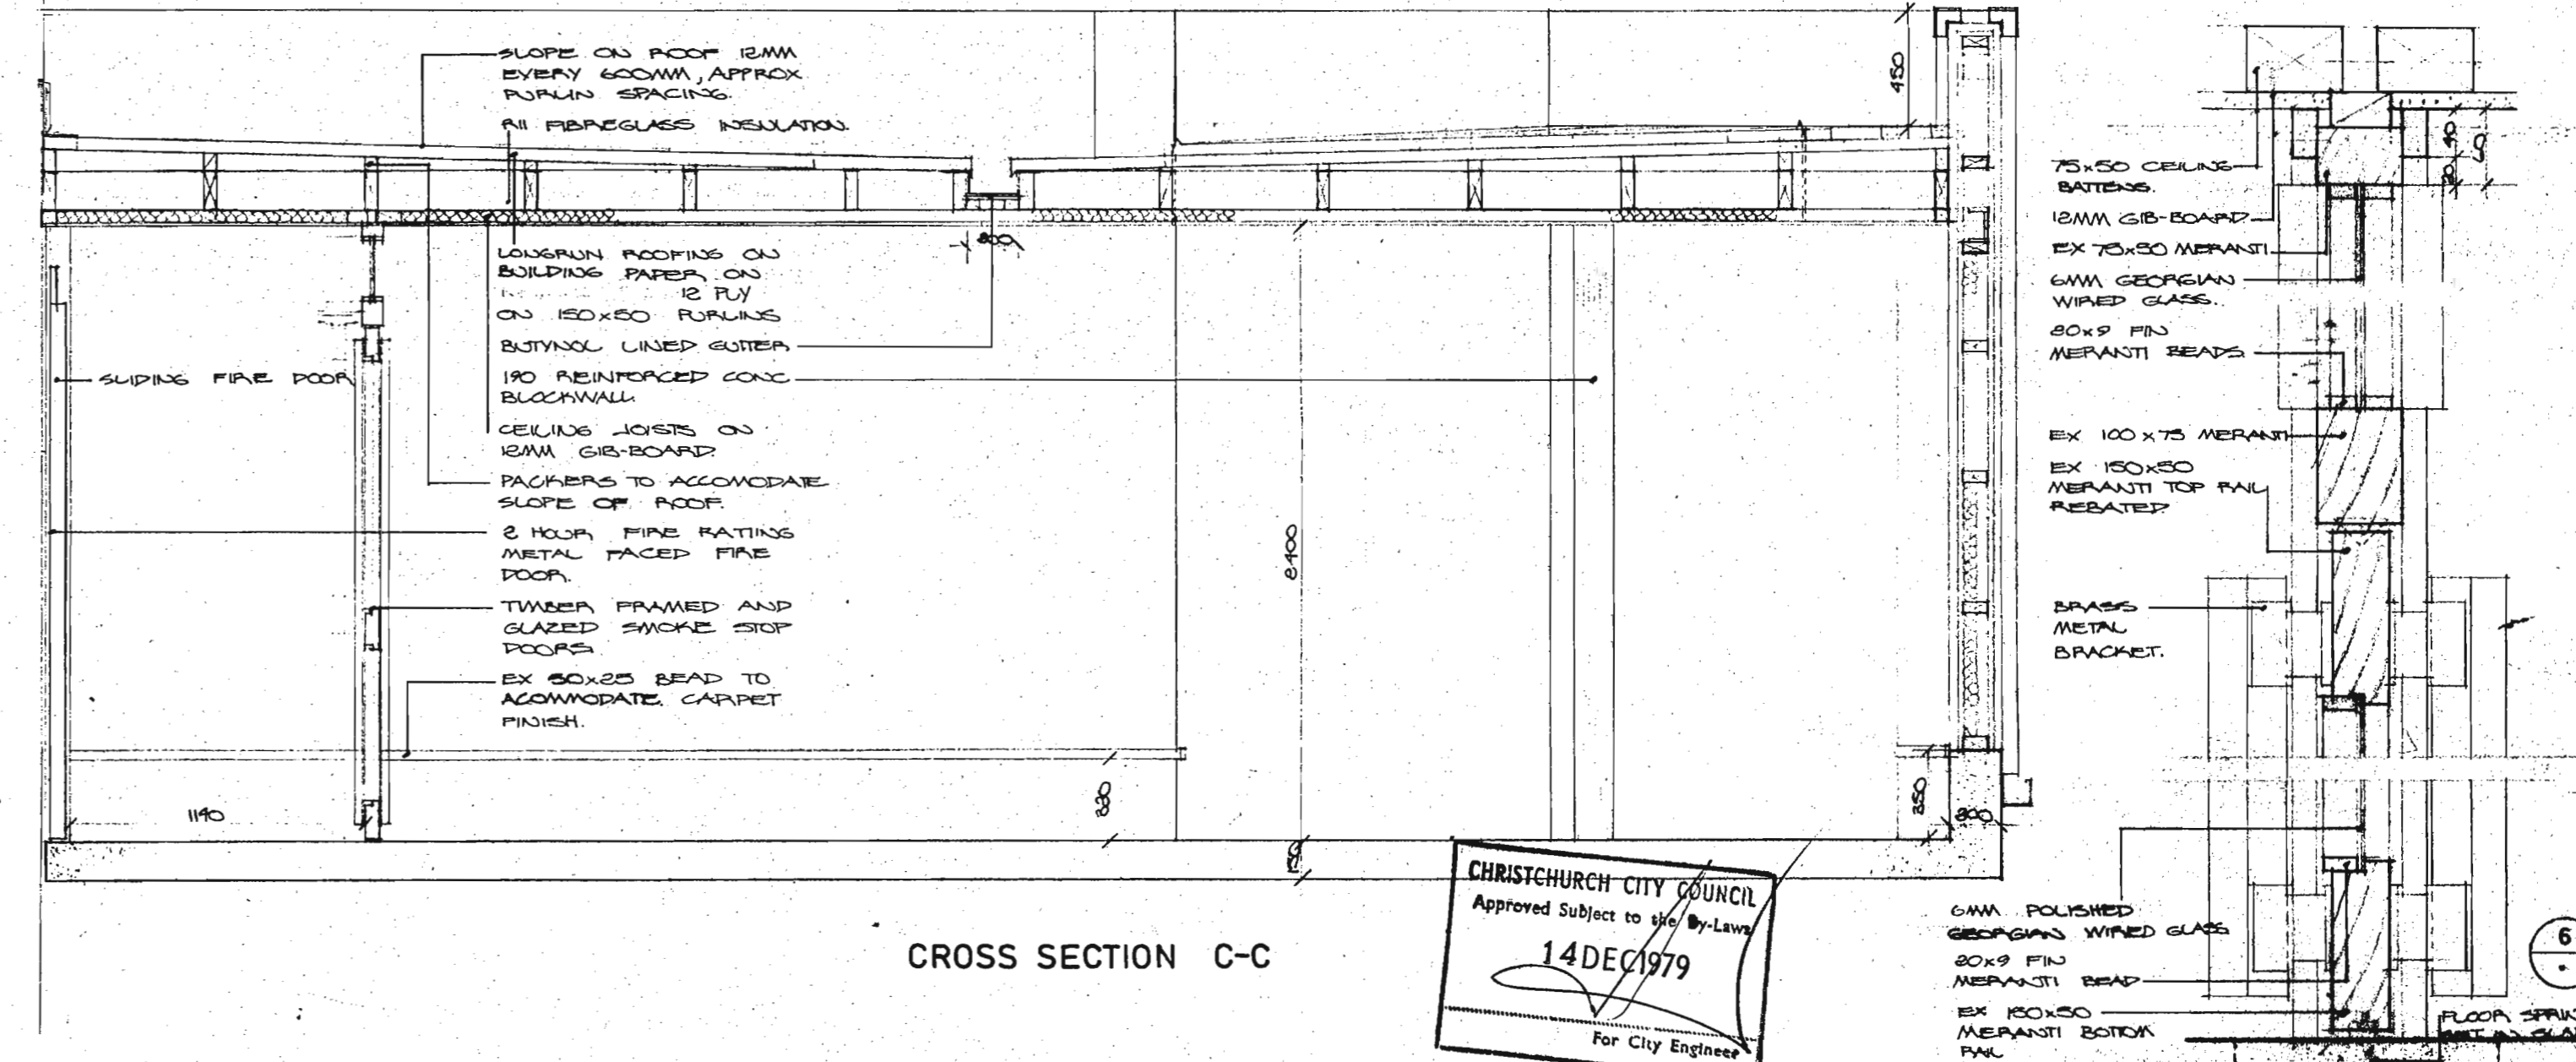 SLOPE ON ROOF 12MM
EVERY 600MM, APPROX
PURLIN SPACING.
R11 FIBREGLASS INSULATION.
LONGRUN ROOFING ON
BUILDING PAPER ON
12 PLY
ON 150x50 PURLINS
BUTYNOL LINED GUTTER
190 REINFORCED CONC
BLOCKWALL.
CEILING JOISTS ON
12MM GIB-BOARD.
PACKERS TO ACCOMODATE
SLOPE OF ROOF.
2 HOUR FIRE RATING
METAL FACED FIRE
DOOR.
TIMBER FRAMED AND
GLAZED SMOKE STOP
DOORS
EX 50x25 BEAD TO
ACOMMODATE CARPET
FINISH.
SLIDING FIRE DOOR
1190
300
2400
450
350
300
CROSS SECTION C-C
CHRISTCHURCH CITY COUNCIL
Approved Subject to the By-Laws
14 DEC 1979
For City Engineer
75x50 CEILING
BATTENS.
12MM GIB-BOARD
EX 75x50 MERANTI
6MM GEORGIAN
WIRED GLASS.
20x9 FIN
MERANTI BEADS.
EX 100x75 MERANTI
EX 150x50
MERANTI TOP RAIL
REBATED
BRASS
METAL
BRACKET.
6MM POLISHED
GEORGIAN WIRED GLASS
20x9 FIN
MERANTI BEAD
EX 150x50
MERANTI BOTTOM
RAIL
6
FLOOR